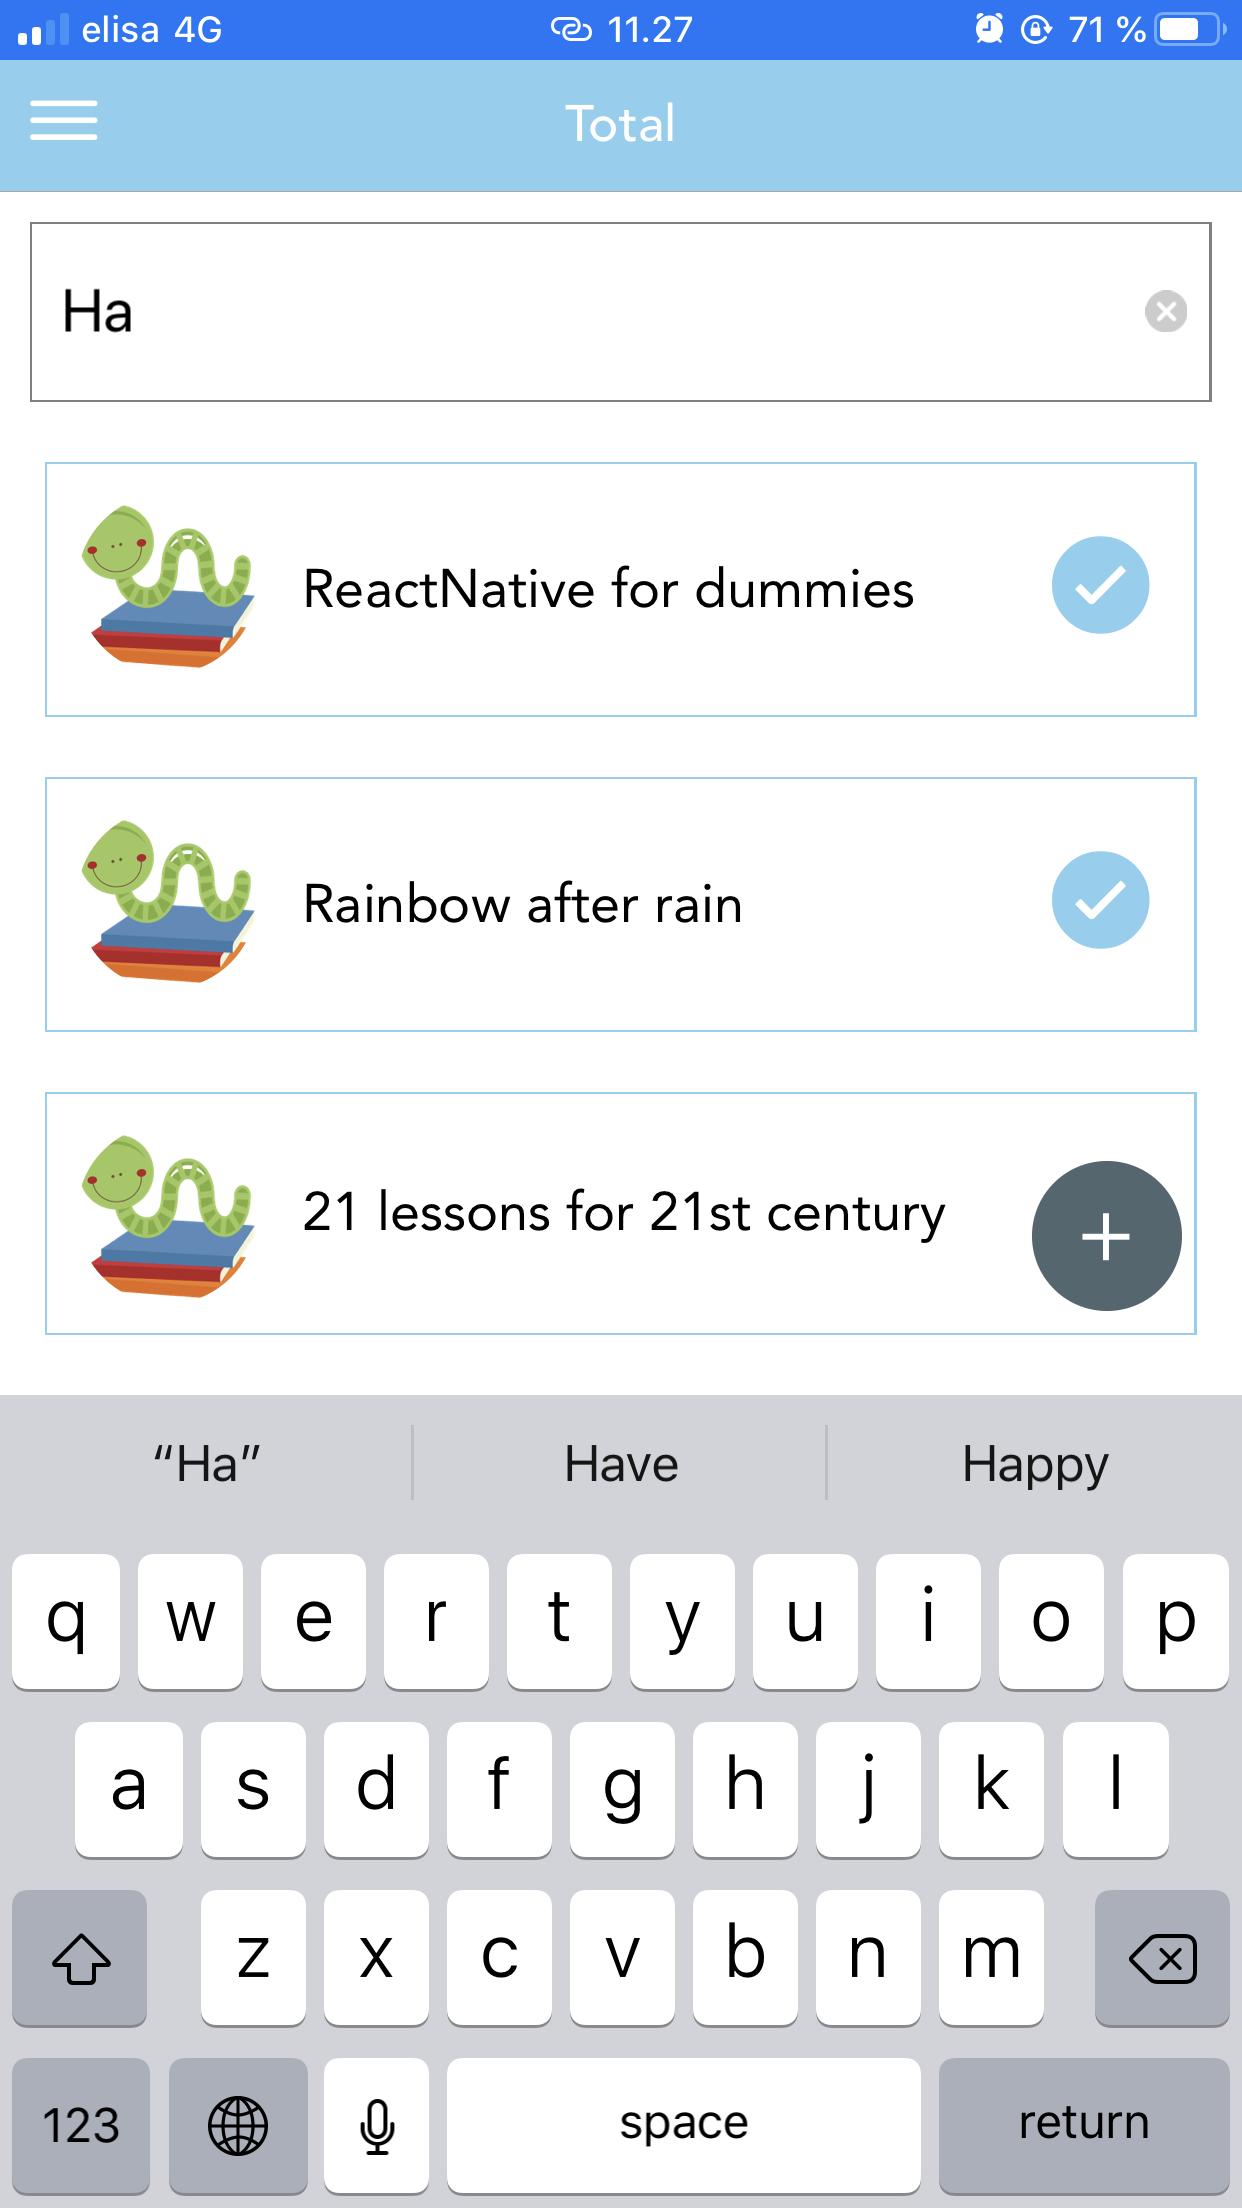 elisa 4G 11.27 71 %
Total
Ha
ReactNative for dummies
Rainbow after rain
21 lessons for 21st century
“Ha” Have Happy
q w e r t y u i o p
a s d f g h j k l
z x c v b n m
123 space return